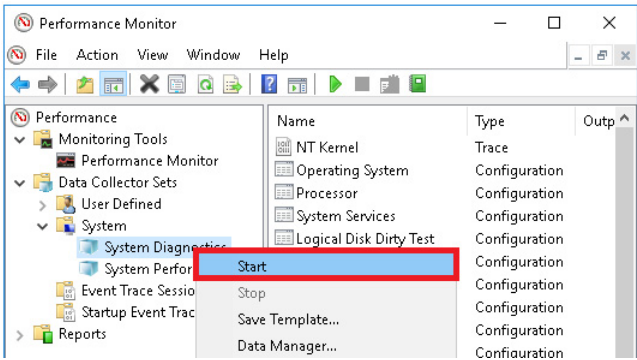 Performance Monitor
File Action View Window Help
Performance
Monitoring Tools
Performance Monitor
Data Collector Sets
User Defined
System
System Diagnostics
System Perfor
Event Trace Sessio
Startup Event Trac
Reports
Name Type Outp
NT Kernel Trace
Operating System Configuration
Processor Configuration
System Services Configuration
Logical Disk Dirty Test Configuration
Configuration
Configuration
Configuration
Configuration
Start
Stop
Save Template...
Data Manager...